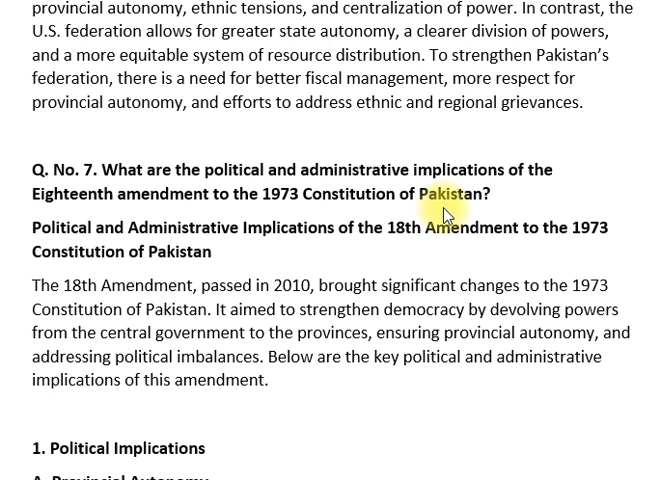 provincial autonomy, ethnic tensions, and centralization of power. In contrast, the
U.S. federation allows for greater state autonomy, a clearer division of powers,
and a more equitable system of resource distribution. To strengthen Pakistan’s
federation, there is a need for better fiscal management, more respect for
provincial autonomy, and efforts to address ethnic and regional grievances.
Q. No. 7. What are the political and administrative implications of the
Eighteenth amendment to the 1973 Constitution of Pakistan?
Political and Administrative Implications of the 18th Amendment to the 1973
Constitution of Pakistan
The 18th Amendment, passed in 2010, brought significant changes to the 1973
Constitution of Pakistan. It aimed to strengthen democracy by devolving powers
from the central government to the provinces, ensuring provincial autonomy, and
addressing political imbalances. Below are the key political and administrative
implications of this amendment.
1. Political Implications
A. Provincial Autonomy